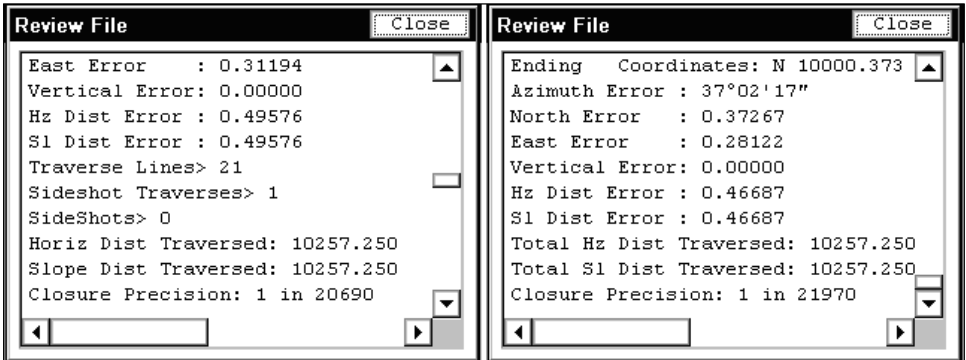 Review File
Close
East Error : 0.31194
Vertical Error: 0.00000
Hz Dist Error : 0.49576
Sl Dist Error : 0.49576
Traverse Lines> 21
Sideshot Traverses> 1
SideShots> 0
Horiz Dist Traversed: 10257.250
Slope Dist Traversed: 10257.250
Closure Precision: 1 in 20690
Review File
Close
Ending Coordinates: N 10000.373
Azimuth Error : 37°02'17"
North Error : 0.37267
East Error : 0.28122
Vertical Error: 0.00000
Hz Dist Error : 0.46687
Sl Dist Error : 0.46687
Total Hz Dist Traversed: 10257.250
Total Sl Dist Traversed: 10257.250
Closure Precision: 1 in 21970